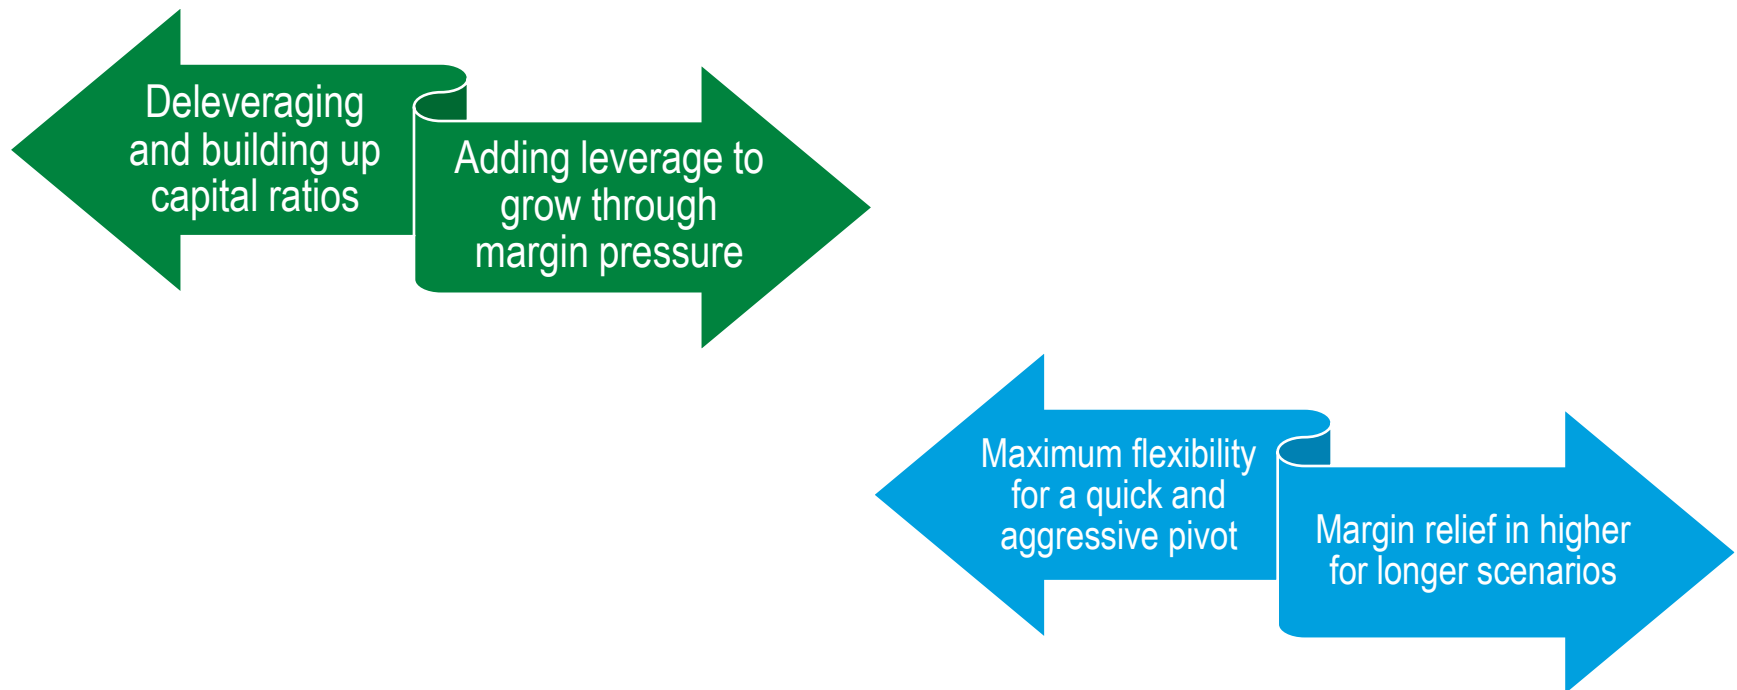 Deleveraging
and building up
capital ratios
Adding leverage to
grow through
margin pressure
Maximum flexibility
for a quick and
aggressive pivot
Margin relief in higher
for longer scenarios